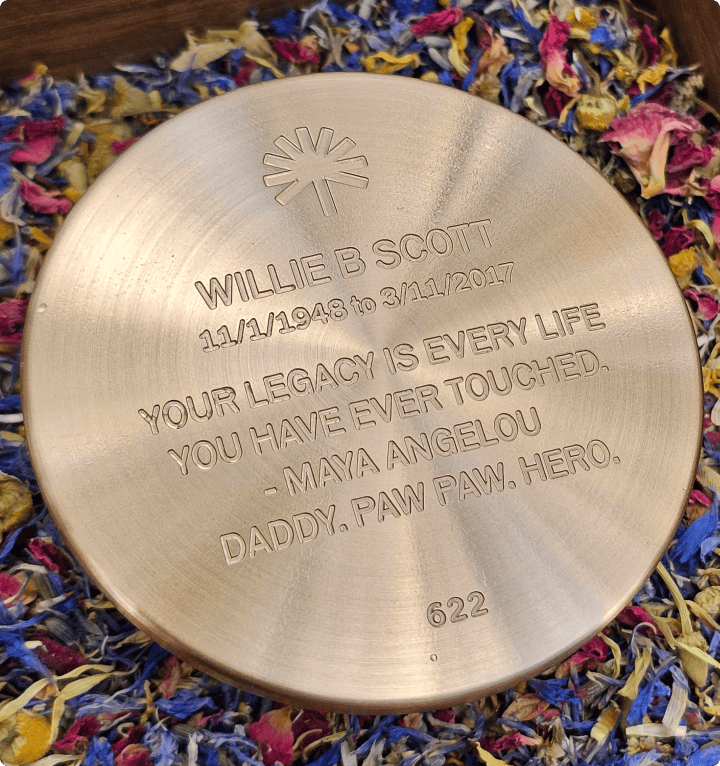 WILLIE B SCOTT
11/1/1948 to 3/11/2017
YOUR LEGACY IS EVERY LIFE
YOU HAVE EVER TOUCHED.
- MAYA ANGELOU
DADDY. PAW PAW. HERO.
622